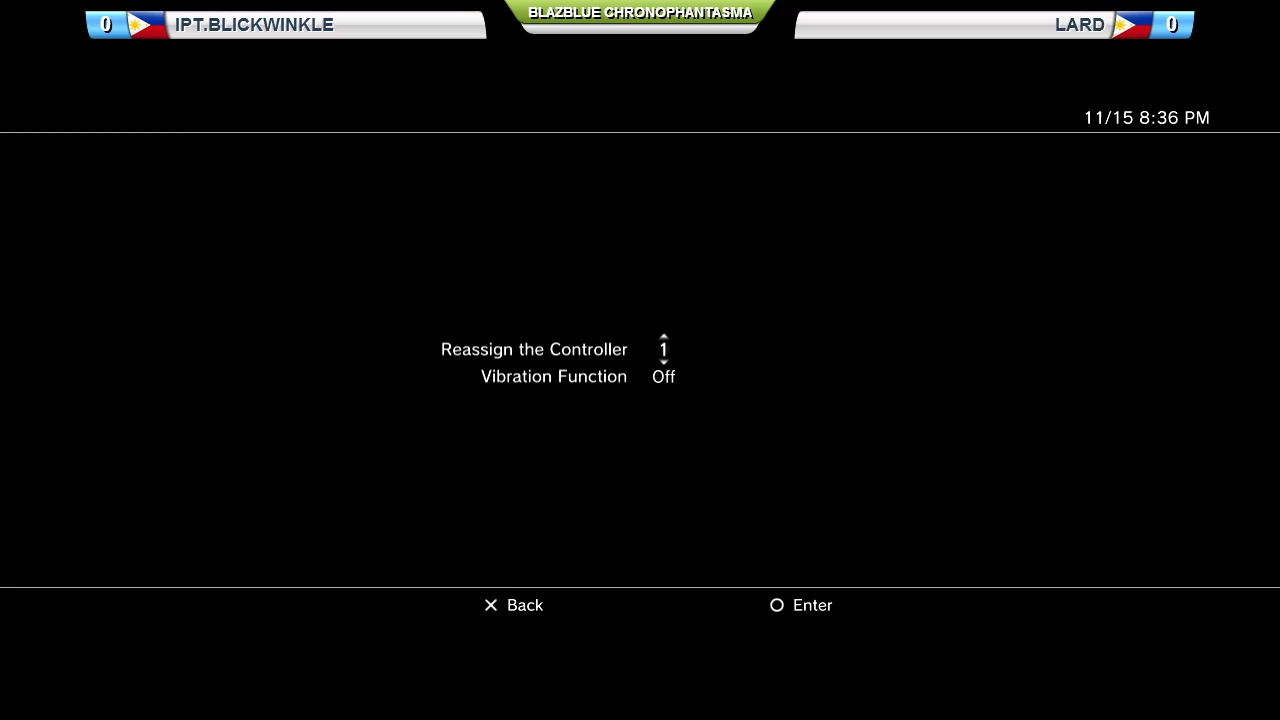 0 IPT.BLICKWINKLE
BLAZBLUE CHRONOPHANTASMA
LARD 0
11/15 8:36 PM
Reassign the Controller 1
Vibration Function Off
Back
Enter